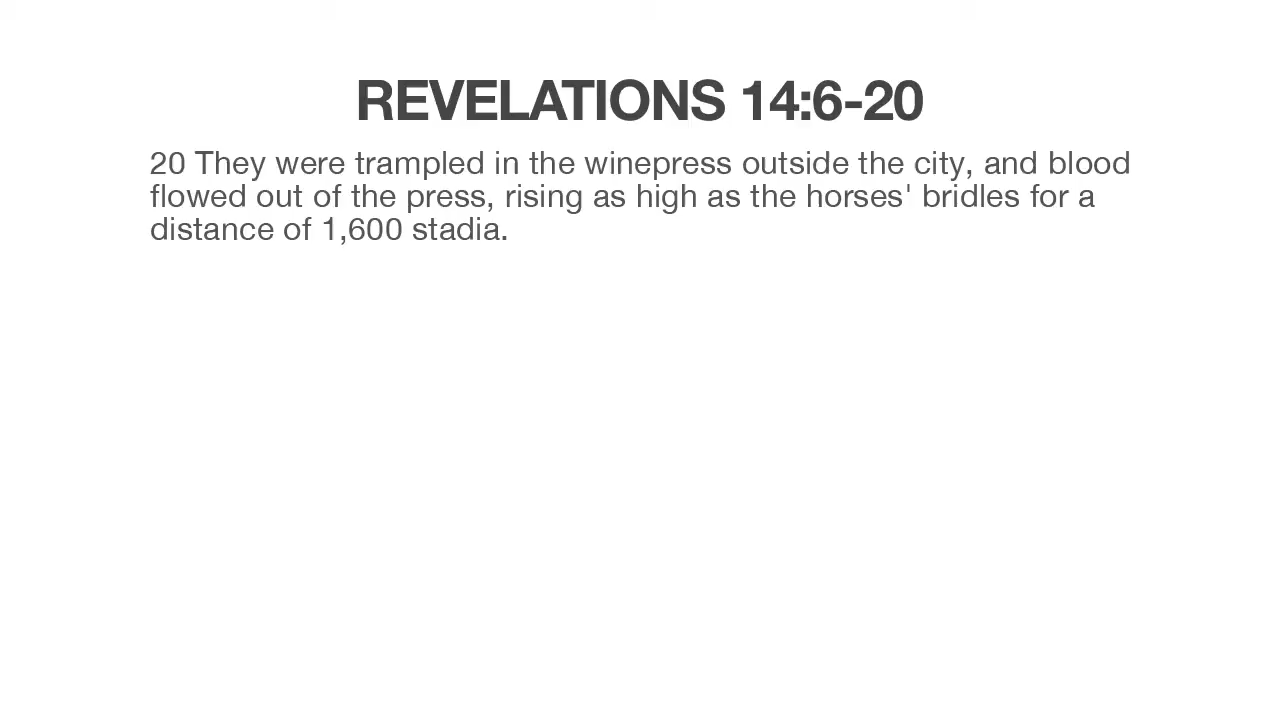 REVELATIONS 14:6-20
20 They were trampled in the winepress outside the city, and blood
flowed out of the press, rising as high as the horses' bridles for a
distance of 1,600 stadia.